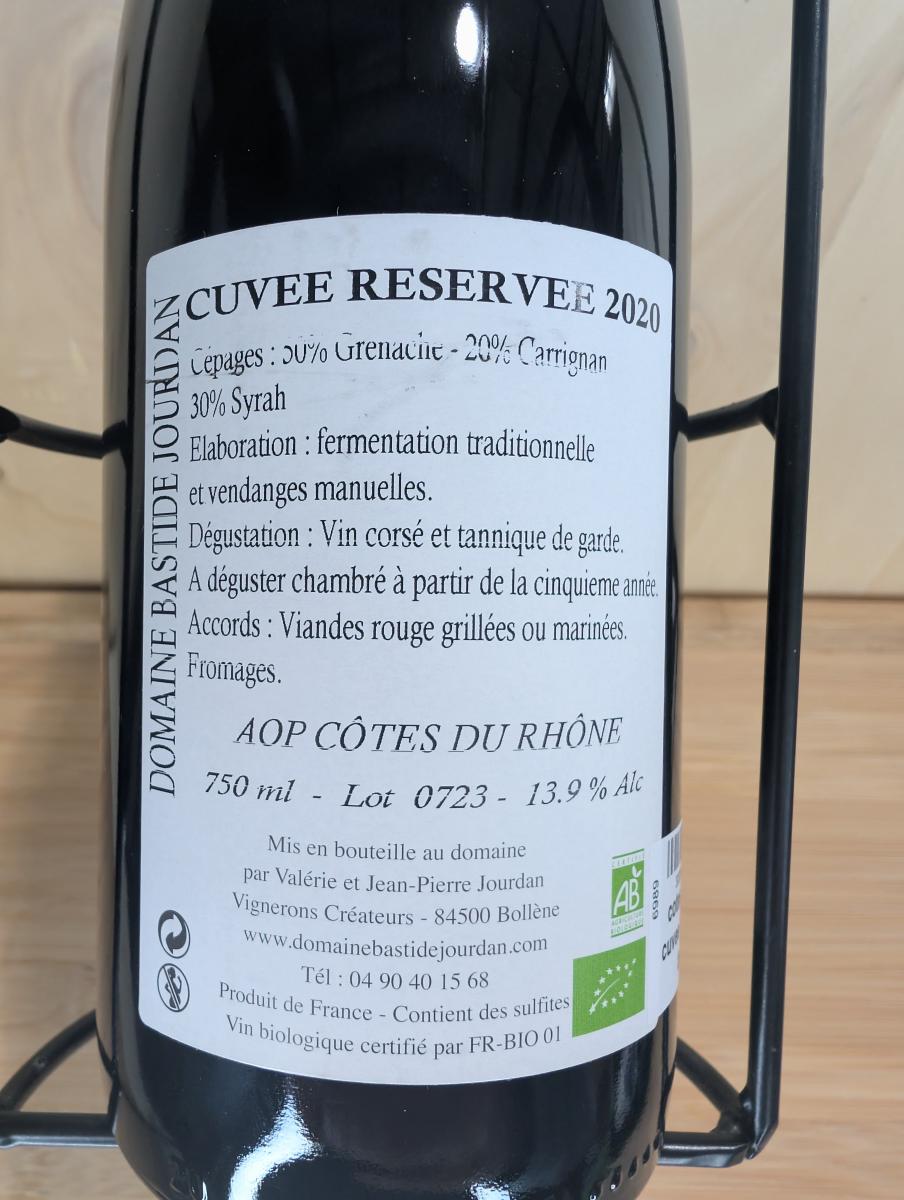 DOMAINE BASTIDE JOURDAN
CUVEE RESERVEE 2020
Cépages : 50% Grenache - 20% Carrignan
30% Syrah
Elaboration : fermentation traditionnelle
et vendanges manuelles.
Dégustation : Vin corsé et tannique de garde.
A déguster chambré à partir de la cinquieme année.
Accords : Viandes rouge grillées ou marinées.
Fromages.
AOP CÔTES DU RHÔNE
750 ml - Lot 0723 - 13.9 % Alc
Mis en bouteille au domaine
par Valérie et Jean-Pierre Jourdan
Vignerons Créateurs - 84500 Bollène
www.domainebastidejourdan.com
Tél : 04 90 40 15 68
Produit de France - Contient des sulfites
Vin biologique certifié par FR-BIO 01
CERTIFIÉ
AB
AGRICULTURE
BIOLOGIQUE
6989